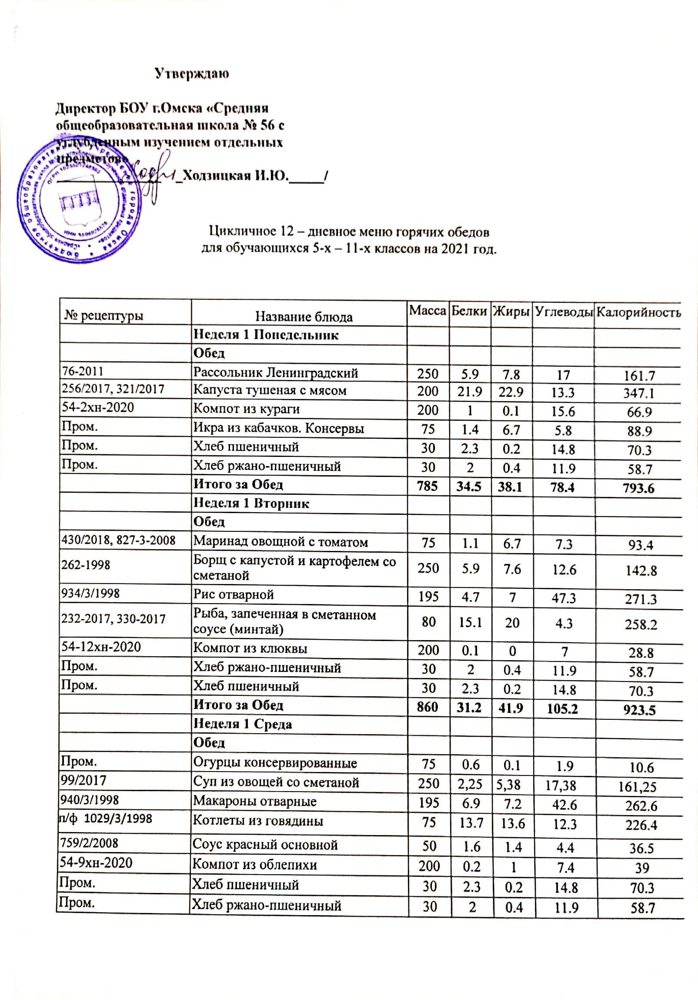 Утверждаю
Директор БОУ г.Омска «Средняя
общеобразовательная школа № 56 с
углубленным изучением отдельных
предметов»
_Ходзицкая И.Ю._____/
Цикличное 12 – дневное меню горячих обедов
для обучающихся 5-х – 11-х классов на 2021 год.
№ рецептуры Название блюда Масса Белки Жиры Углеводы Калорийность
Неделя 1 Понедельник
Обед
76-2011 Рассольник Ленинградский 250 5.9 7.8 17 161.7
256/2017, 321/2017 Капуста тушеная с мясом 200 21.9 22.9 13.3 347.1
54-2хн-2020 Компот из кураги 200 1 0.1 15.6 66.9
Пром. Икра из кабачков. Консервы 75 1.4 6.7 5.8 88.9
Пром. Хлеб пшеничный 30 2.3 0.2 14.8 70.3
Пром. Хлеб ржано-пшеничный 30 2 0.4 11.9 58.7
Итого за Обед 785 34.5 38.1 78.4 793.6
Неделя 1 Вторник
Обед
430/2018, 827-3-2008 Маринад овощной с томатом 75 1.1 6.7 7.3 93.4
262-1998 Борщ с капустой и картофелем со
сметаной 250 5.9 7.6 12.6 142.8
934/3/1998 Рис отварной 195 4.7 7 47.3 271.3
232-2017, 330-2017 Рыба, запеченная в сметанном
соусе (минтай) 80 15.1 20 4.3 258.2
54-12хн-2020 Компот из клюквы 200 0.1 0 7 28.8
Пром. Хлеб ржано-пшеничный 30 2 0.4 11.9 58.7
Пром. Хлеб пшеничный 30 2.3 0.2 14.8 70.3
Итого за Обед 860 31.2 41.9 105.2 923.5
Неделя 1 Среда
Обед
Пром. Огурцы консервированные 75 0.6 0.1 1.9 10.6
99/2017 Суп из овощей со сметаной 250 2,25 5,38 17,38 161,25
940/3/1998 Макароны отварные 195 6.9 7.2 42.6 262.6
п/ф 1029/3/1998 Котлеты из говядины 75 13.7 13.6 12.3 226.4
759/2/2008 Соус красный основной 50 1.6 1.4 4.4 36.5
54-9хн-2020 Компот из облепихи 200 0.2 1 7.4 39
Пром. Хлеб пшеничный 30 2.3 0.2 14.8 70.3
Пром. Хлеб ржано-пшеничный 30 2 0.4 11.9 58.7